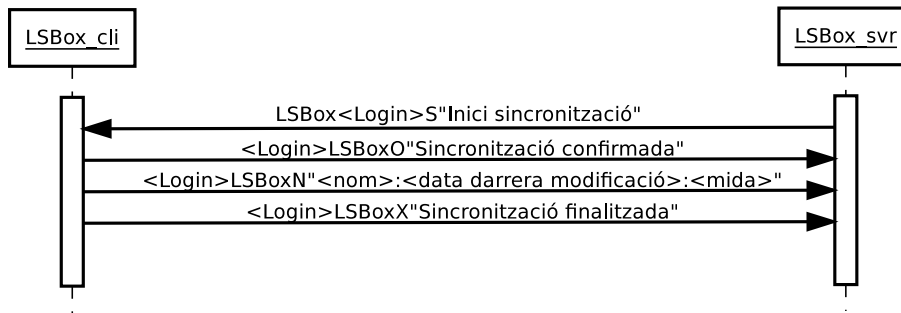 LSBox_cli
LSBox_svr
LSBox<Login>S"Inici sincronització"
<Login>LSBoxO"Sincronització confirmada"
<Login>LSBoxN"<nom>:<data darrera modificació>:<mida>"
<Login>LSBoxX"Sincronització finalitzada"